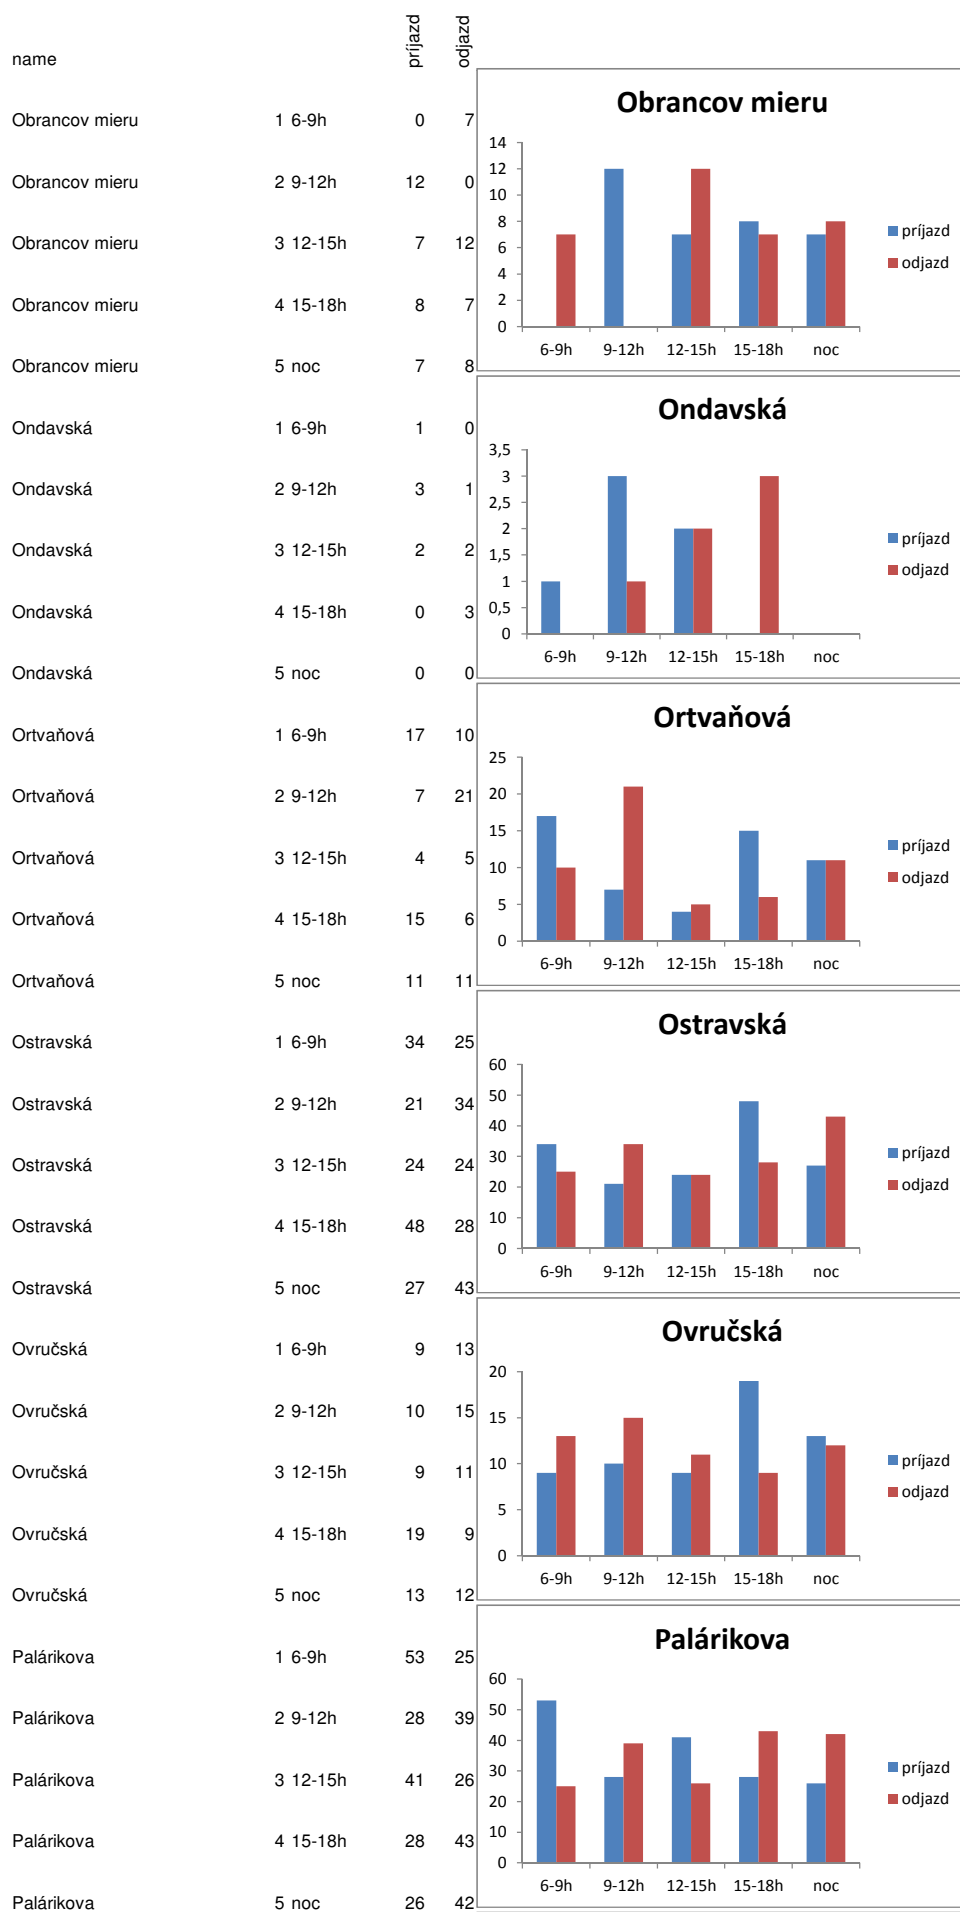 name príjazd odjazd
Obrancov mieru 1 6-9h 0 7
Obrancov mieru 2 9-12h 12 0
Obrancov mieru 3 12-15h 7 12
Obrancov mieru 4 15-18h 8 7
Obrancov mieru 5 noc 7 8
Obrancov mieru
14
12
10
8
6
4
2
0
6-9h 9-12h 12-15h 15-18h noc
príjazd
odjazd
Ondavská 1 6-9h 1 0
Ondavská 2 9-12h 3 1
Ondavská 3 12-15h 2 2
Ondavská 4 15-18h 0 3
Ondavská 5 noc 0 0
Ondavská
3,5
3
2,5
2
1,5
1
0,5
0
6-9h 9-12h 12-15h 15-18h noc
príjazd
odjazd
Ortvaňová 1 6-9h 17 10
Ortvaňová 2 9-12h 7 21
Ortvaňová 3 12-15h 4 5
Ortvaňová 4 15-18h 15 6
Ortvaňová 5 noc 11 11
Ortvaňová
25
20
15
10
5
0
6-9h 9-12h 12-15h 15-18h noc
príjazd
odjazd
Ostravská 1 6-9h 34 25
Ostravská 2 9-12h 21 34
Ostravská 3 12-15h 24 24
Ostravská 4 15-18h 48 28
Ostravská 5 noc 27 43
Ostravská
60
50
40
30
20
10
0
6-9h 9-12h 12-15h 15-18h noc
príjazd
odjazd
Ovručská 1 6-9h 9 13
Ovručská 2 9-12h 10 15
Ovručská 3 12-15h 9 11
Ovručská 4 15-18h 19 9
Ovručská 5 noc 13 12
Ovručská
20
15
10
5
0
6-9h 9-12h 12-15h 15-18h noc
príjazd
odjazd
Palárikova 1 6-9h 53 25
Palárikova 2 9-12h 28 39
Palárikova 3 12-15h 41 26
Palárikova 4 15-18h 28 43
Palárikova 5 noc 26 42
Palárikova
60
50
40
30
20
10
0
6-9h 9-12h 12-15h 15-18h noc
príjazd
odjazd